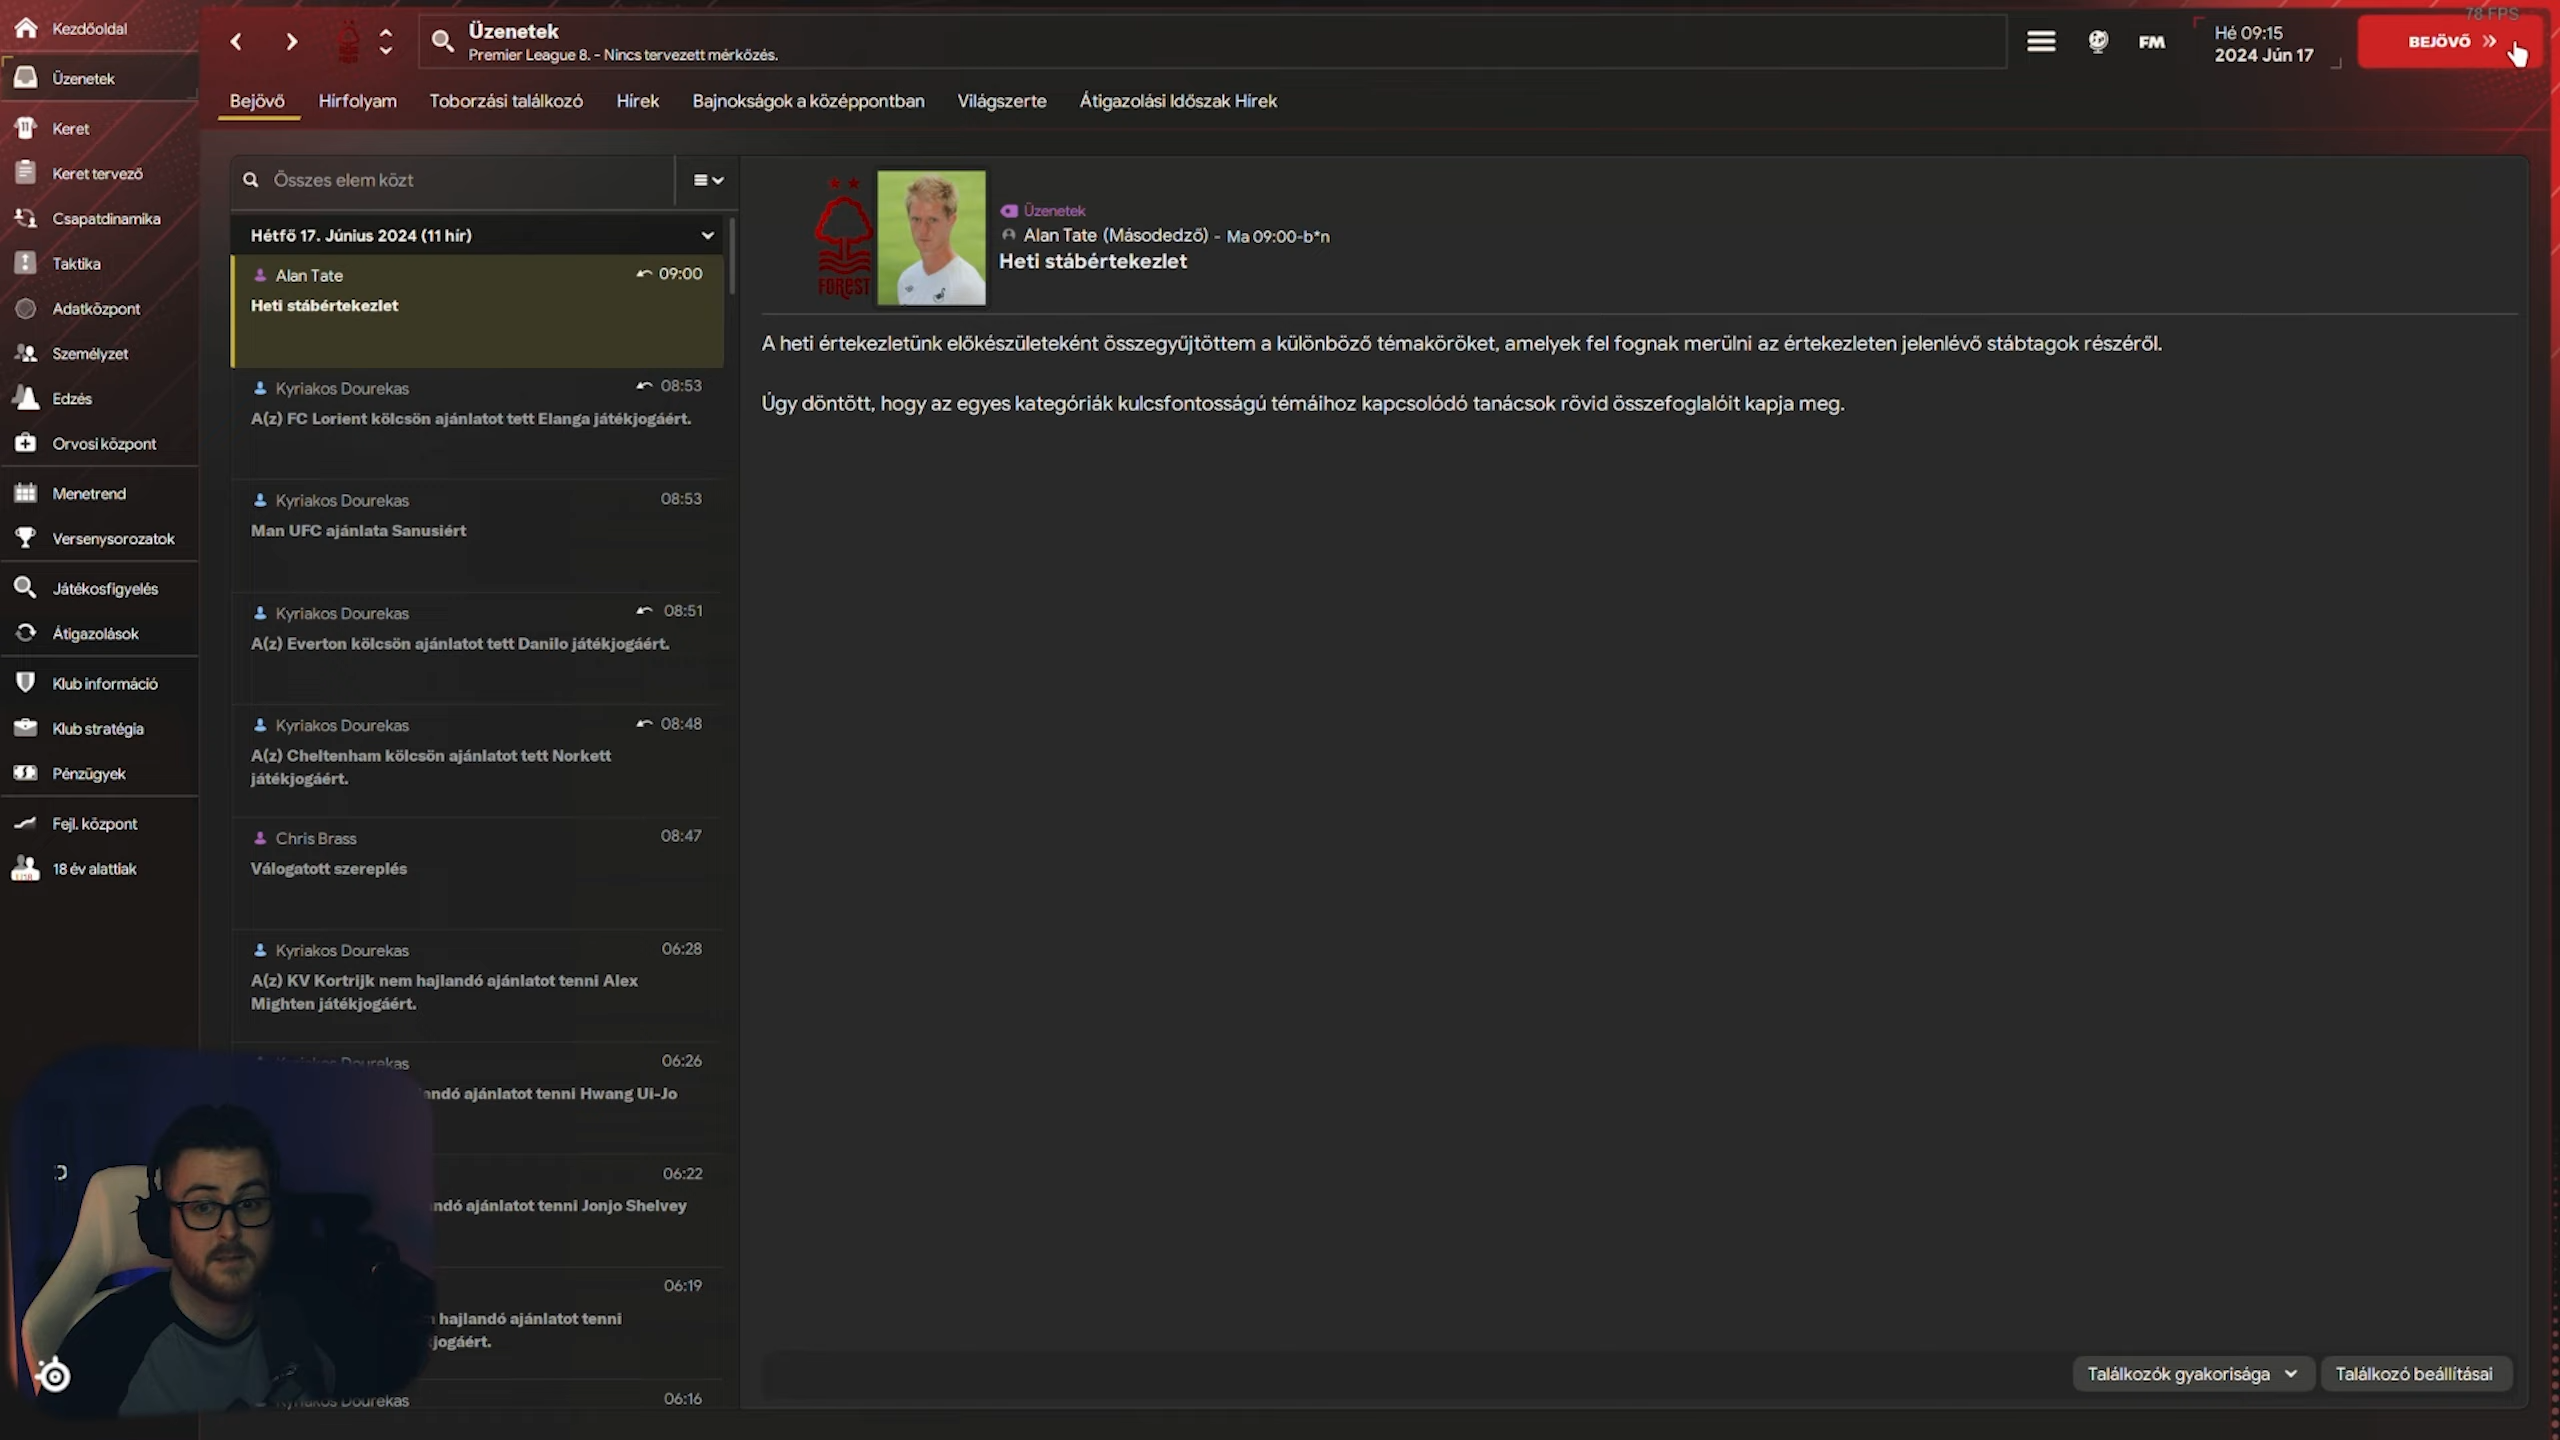 Kezdőoldal
Üzenetek
Keret
Keret tervező
Csapatdinamika
Taktika
Adatközpont
Személyzet
Edzés
Orvosi központ
Menetrend
Versenysorozatok
Játékosfigyelés
Átigazolások
Klub információ
Klub stratégia
Pénzügyek
Fejl. központ
18 év alattiak
Üzenetek
Premier League 8. - Nincs tervezett mérkőzés.
FM
Hé 09:15
2024 Jún 17
78 FPS
BEJÖVŐ
Bejövő
Hírfolyam
Toborzási találkozó
Hírek
Bajnokságok a középpontban
Világszerte
Átigazolási Időszak Hírek
Összes elem közt
Hétfő 17. Június 2024 (11 hír)
Alan Tate 09:00
Heti stábértekezlet
Kyriakos Dourekas 08:53
A(z) FC Lorient kölcsön ajánlatot tett Elanga játékjogáért.
Kyriakos Dourekas 08:53
Man UFC ajánlata Sanusiért
Kyriakos Dourekas 08:51
A(z) Everton kölcsön ajánlatot tett Danilo játékjogáért.
Kyriakos Dourekas 08:48
A(z) Cheltenham kölcsön ajánlatot tett Norkett
játékjogáért.
Chris Brass 08:47
Válogatott szereplés
Kyriakos Dourekas 06:28
A(z) KV Kortrijk nem hajlandó ajánlatot tenni Alex
Mighten játékjogáért.
Kyriakos Dourekas 06:26
ajánlatot tenni Hwang Ui-Jo
06:22
ajánlatot tenni Jonjo Shelvey
06:19
hajlandó ajánlatot tenni
06:16
Kyriakos Dourekas
FOREST
Üzenetek
Alan Tate (Másodedző) - Ma 09:00-b*n
Heti stábértekezlet
A heti értekezletünk előkészületeként összegyűjtöttem a különböző témaköröket, amelyek fel fognak merülni az értekezleten jelenlévő stábtagok részéről.
Úgy döntött, hogy az egyes kategóriák kulcsfontosságú témáihoz kapcsolódó tanácsok rövid összefoglalóit kapja meg.
Találkozók gyakorisága
Találkozó beállításai